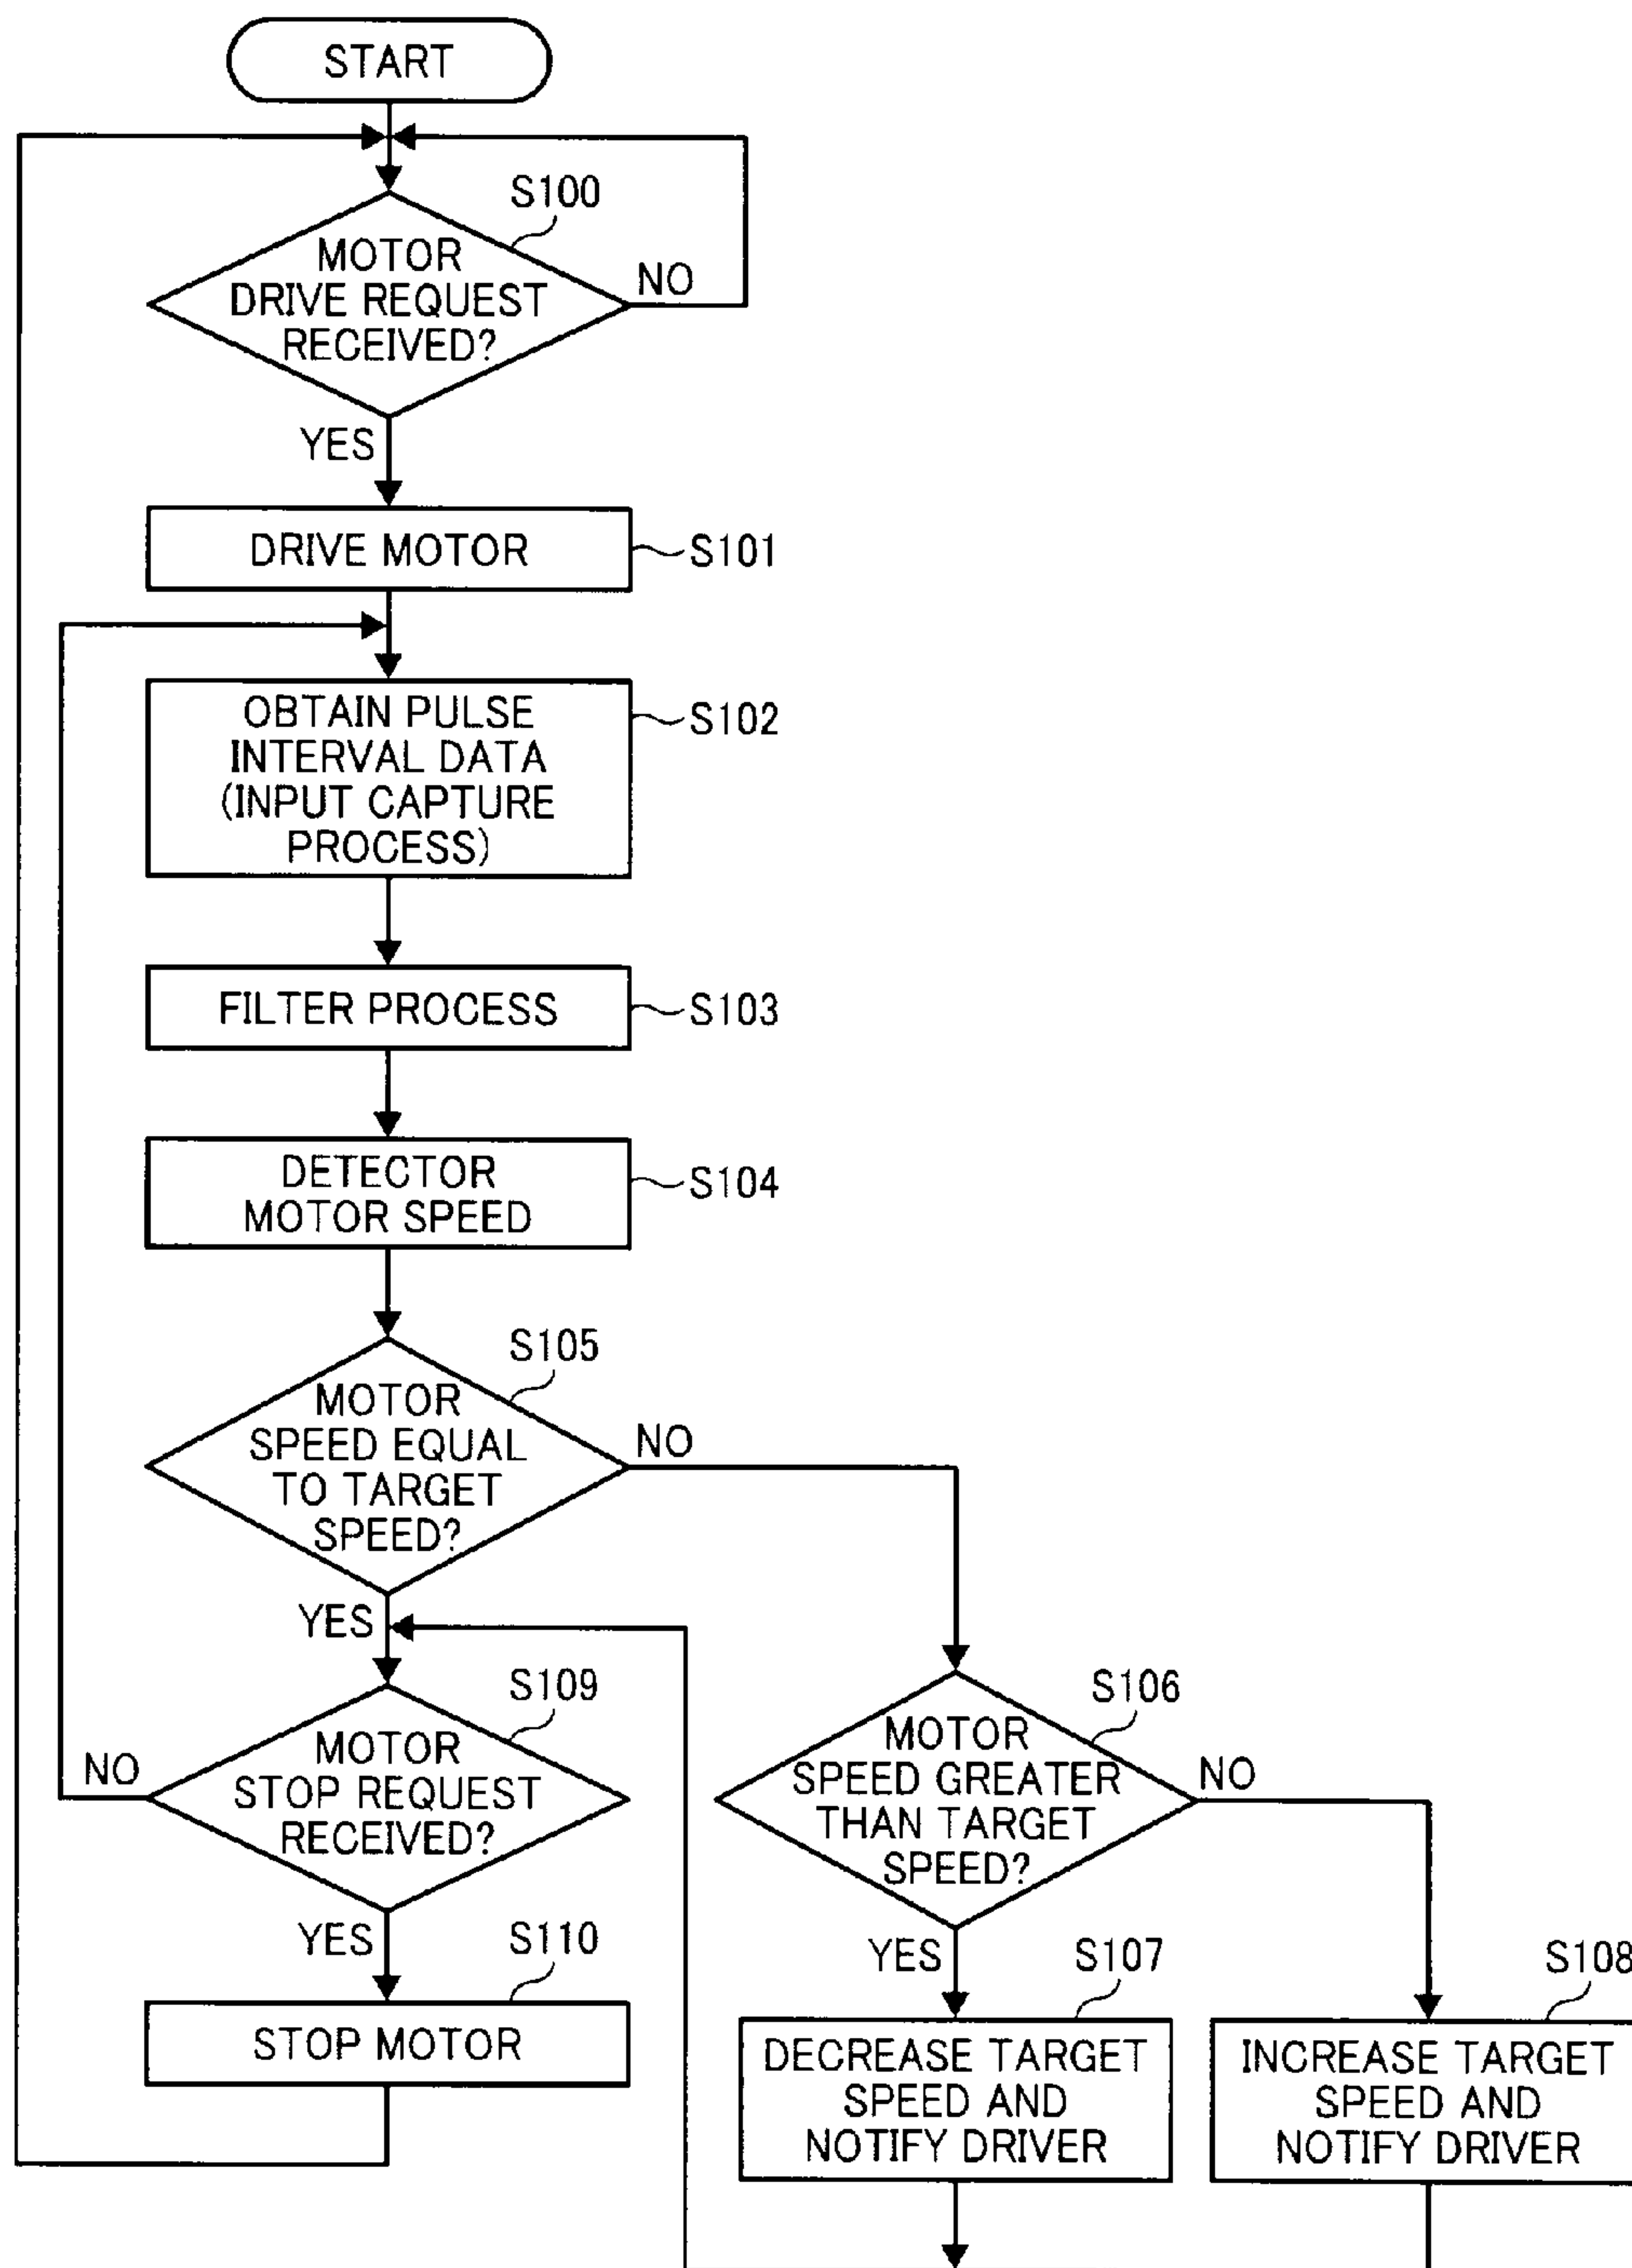 START
S100
MOTOR
DRIVE REQUEST
RECEIVED?
NO
YES
DRIVE MOTOR
S101
OBTAIN PULSE
INTERVAL DATA
(INPUT CAPTURE
PROCESS)
S102
FILTER PROCESS
S103
DETECTOR
MOTOR SPEED
S104
S105
MOTOR
SPEED EQUAL
TO TARGET
SPEED?
NO
YES
S109
MOTOR
STOP REQUEST
RECEIVED?
NO
YES
S110
STOP MOTOR
S106
MOTOR
SPEED GREATER
THAN TARGET
SPEED?
NO
YES
S107
DECREASE TARGET
SPEED AND
NOTIFY DRIVER
S108
INCREASE TARGET
SPEED AND
NOTIFY DRIVER